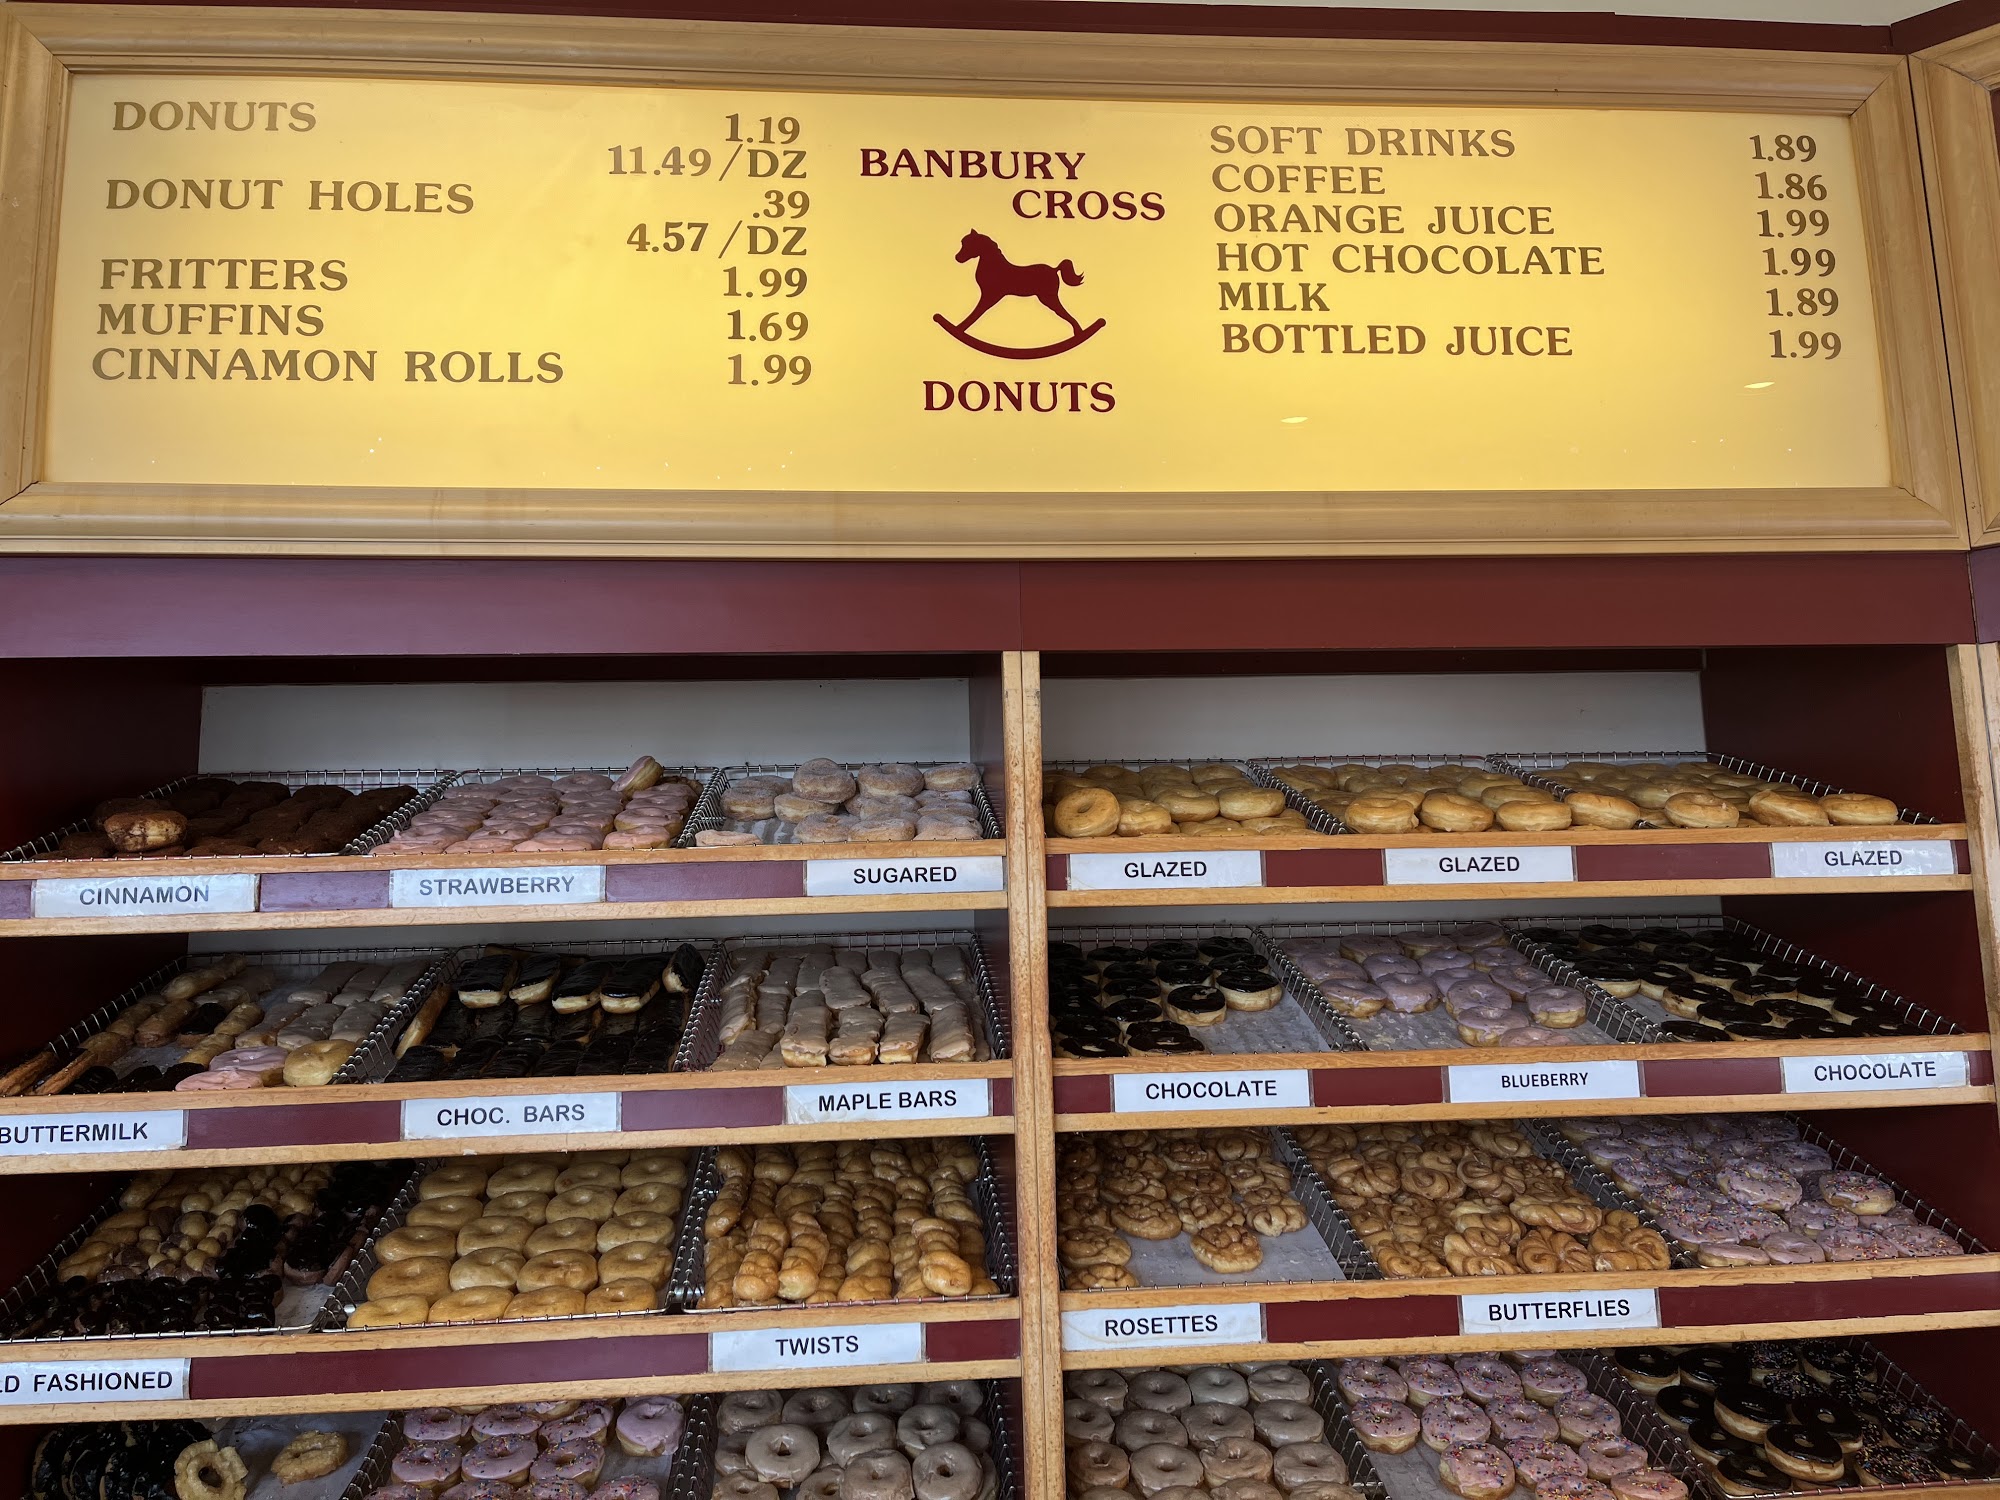 DONUTS 1.19
11.49 /DZ
DONUT HOLES .39
4.57 /DZ
FRITTERS 1.99
MUFFINS 1.69
CINNAMON ROLLS 1.99
BANBURY
CROSS
DONUTS
SOFT DRINKS 1.89
COFFEE 1.86
ORANGE JUICE 1.99
HOT CHOCOLATE 1.99
MILK 1.89
BOTTLED JUICE 1.99
CINNAMON
STRAWBERRY
SUGARED
GLAZED
GLAZED
GLAZED
BUTTERMILK
CHOC. BARS
MAPLE BARS
CHOCOLATE
BLUEBERRY
CHOCOLATE
LD FASHIONED
TWISTS
ROSETTES
BUTTERFLIES